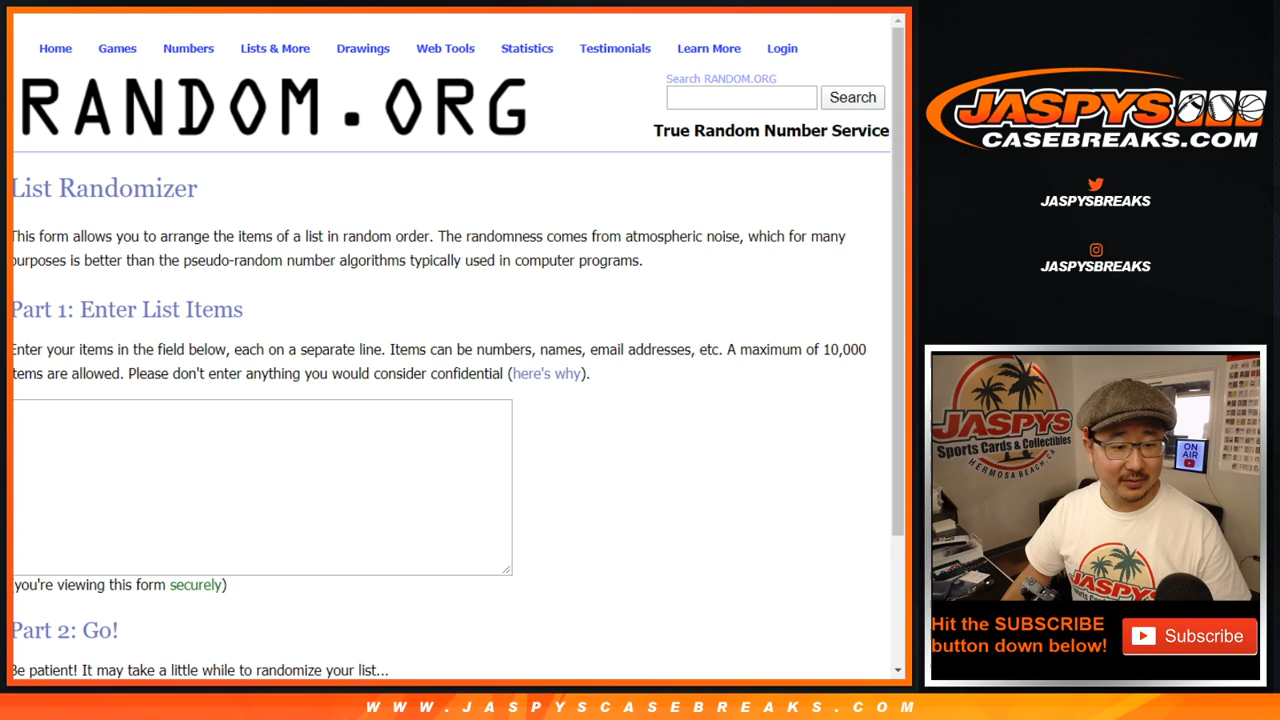 Home Games Numbers Lists & More Drawings Web Tools Statistics Testimonials Learn More Login
RANDOM.ORG
Search RANDOM.ORG
Search
True Random Number Service
List Randomizer
This form allows you to arrange the items of a list in random order. The randomness comes from atmospheric noise, which for many
purposes is better than the pseudo-random number algorithms typically used in computer programs.
Part 1: Enter List Items
Enter your items in the field below, each on a separate line. Items can be numbers, names, email addresses, etc. A maximum of 10,000
items are allowed. Please don't enter anything you would consider confidential (here's why).
you're viewing this form securely)
Part 2: Go!
Be patient! It may take a little while to randomize your list...
JASPYS
CASEBREAKS.COM
JASPYSBREAKS
JASPYSBREAKS
JASPYS
Sports Cards & Collectibles
HERMOSA BEACH, CA
ON
AIR
JASPYS
Hit the SUBSCRIBE
button down below!
Subscribe
WWW.JASPYSCASEBREAKS.COM